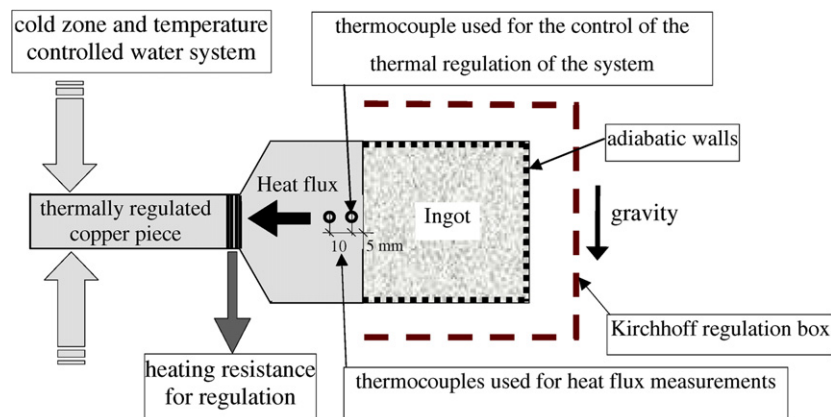 cold zone and temperature
controlled water system
thermocouple used for the control of the
thermal regulation of the system
adiabatic walls
Heat flux
thermally regulated
copper piece
Ingot
gravity
10
5 mm
Kirchhoff regulation box
heating resistance
for regulation
thermocouples used for heat flux measurements